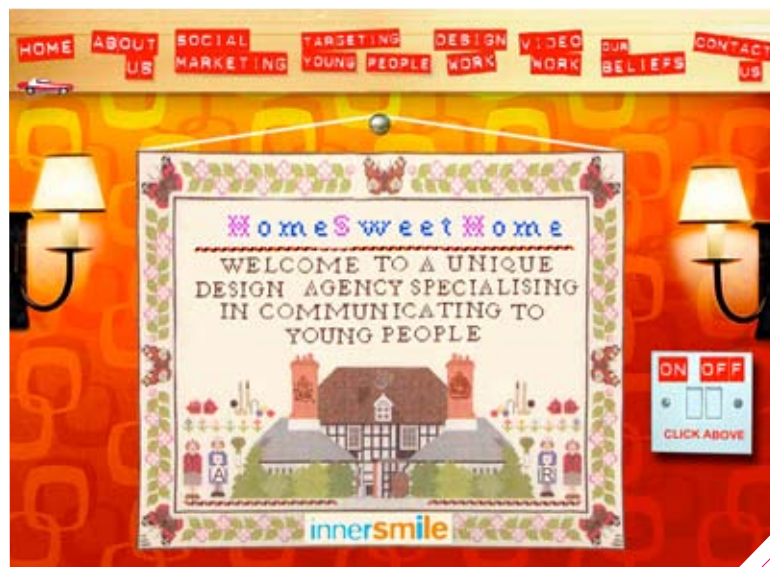 HOME
ABOUT
US
SOCIAL
MARKETING
TARGETING
YOUNG PEOPLE
DESIGN
WORK
VIDEO
WORK
OUR
BELIEFS
CONTACT
US
HomeSweetHome
WELCOME TO A UNIQUE
DESIGN AGENCY SPECIALISING
IN COMMUNICATING TO
YOUNG PEOPLE
ON OFF
CLICK ABOVE
A R
innersmile